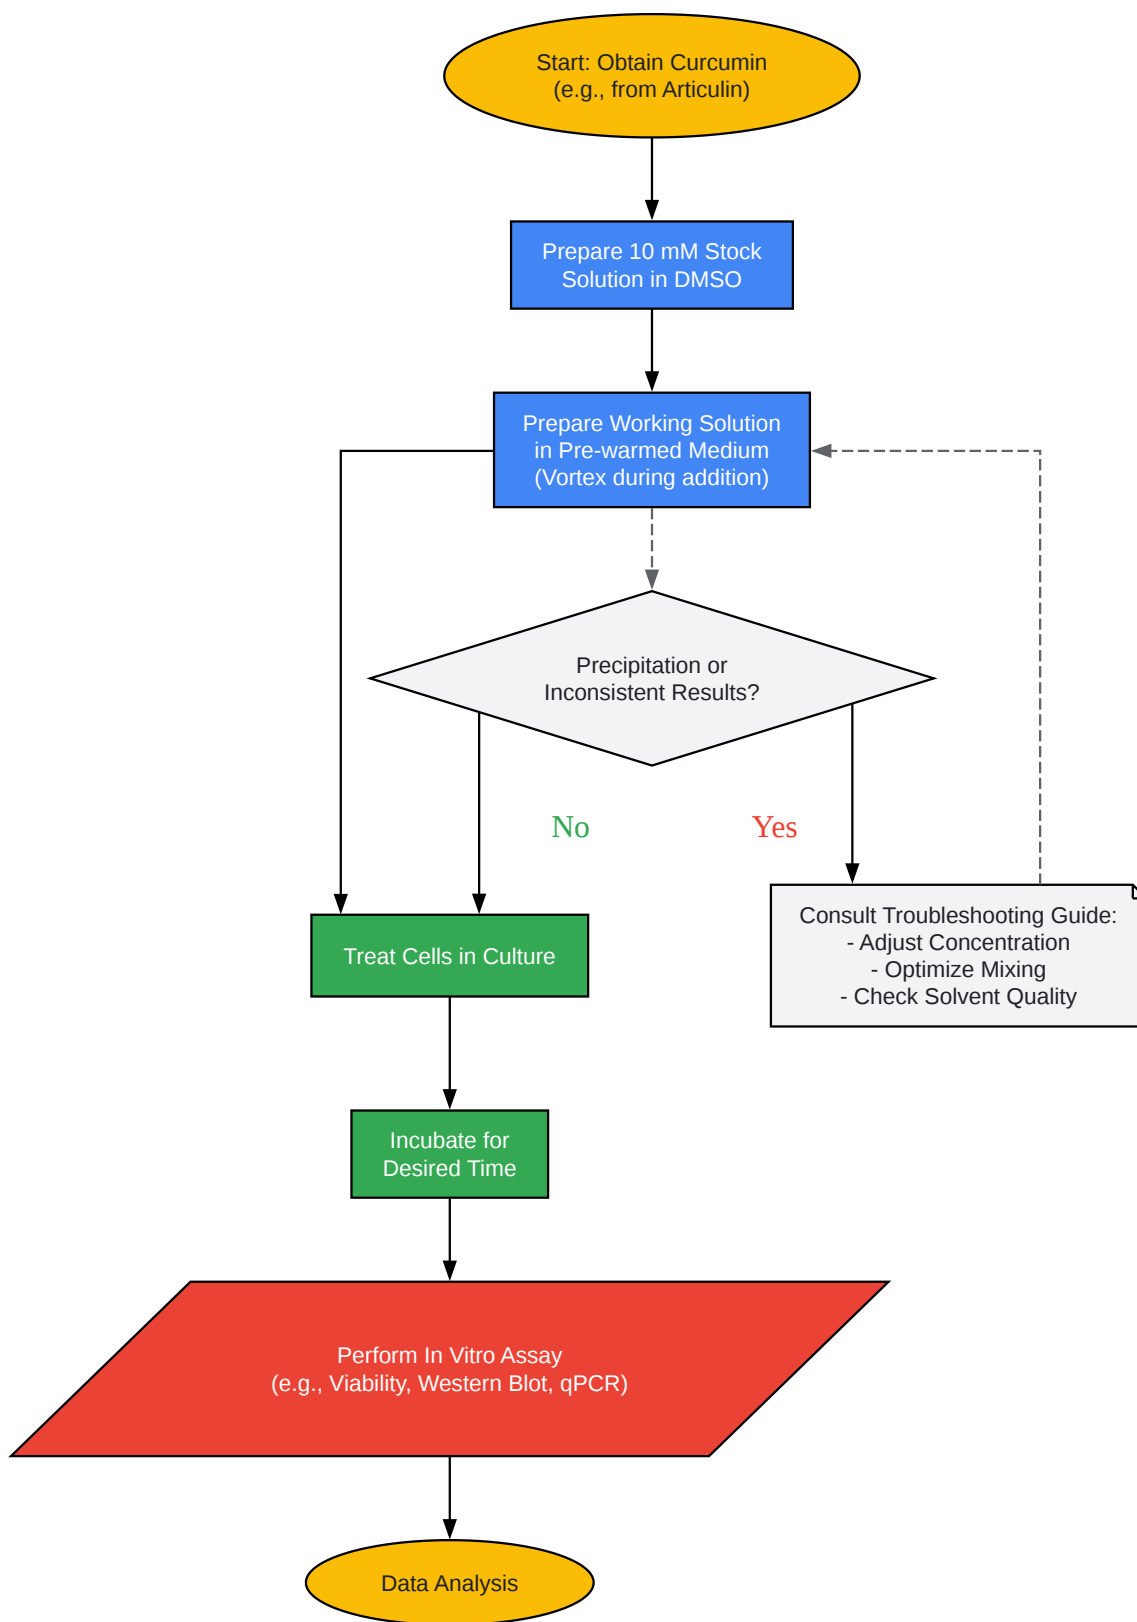 Start: Obtain Curcumin
(e.g., from Articulin)
Prepare 10 mM Stock
Solution in DMSO
Prepare Working Solution
in Pre-warmed Medium
(Vortex during addition)
Precipitation or
Inconsistent Results?
No
Yes
Consult Troubleshooting Guide:
- Adjust Concentration
- Optimize Mixing
- Check Solvent Quality
Treat Cells in Culture
Incubate for
Desired Time
Perform In Vitro Assay
(e.g., Viability, Western Blot, qPCR)
Data Analysis